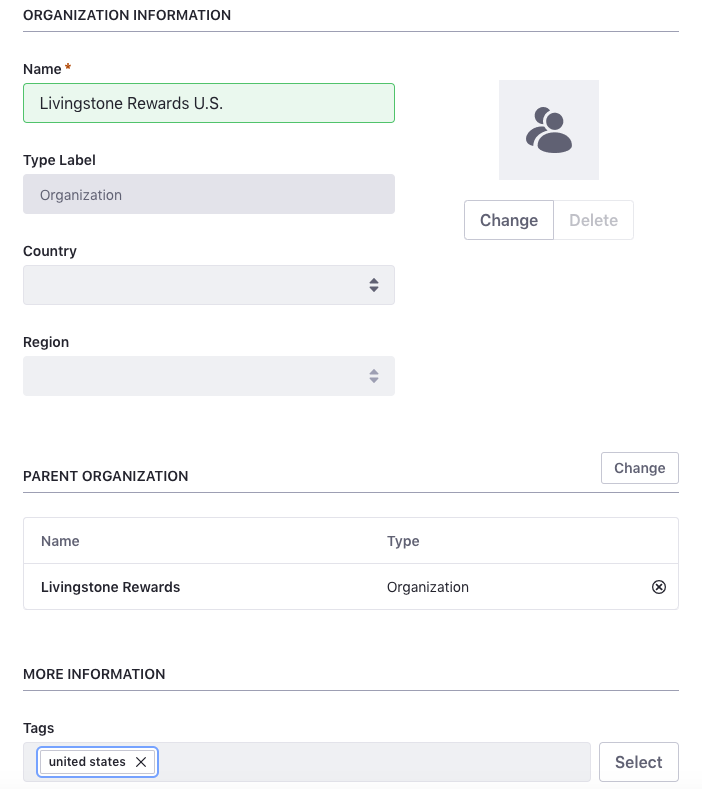 ORGANIZATION INFORMATION
Name *
Livingstone Rewards U.S.
Type Label
Organization
Change Delete
Country
Region
PARENT ORGANIZATION Change
Name Type
Livingstone Rewards Organization
MORE INFORMATION
Tags
united states Select